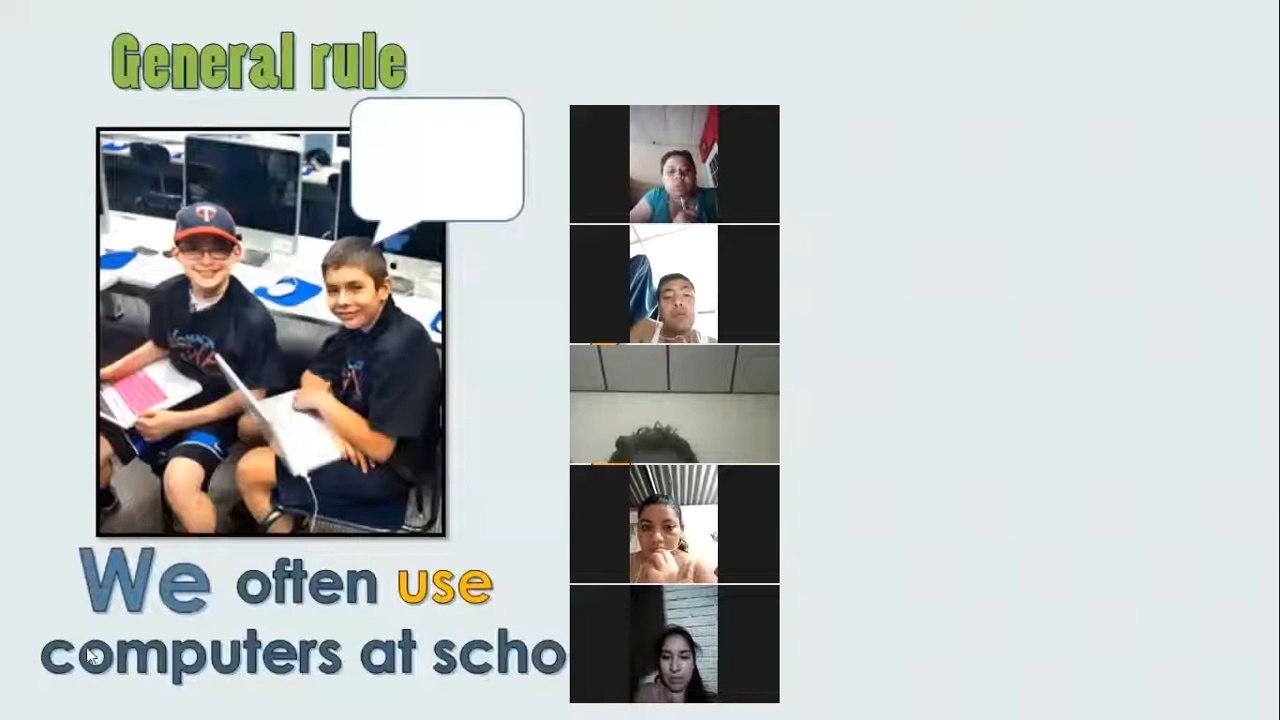 General rule
T
We often use
computers at scho